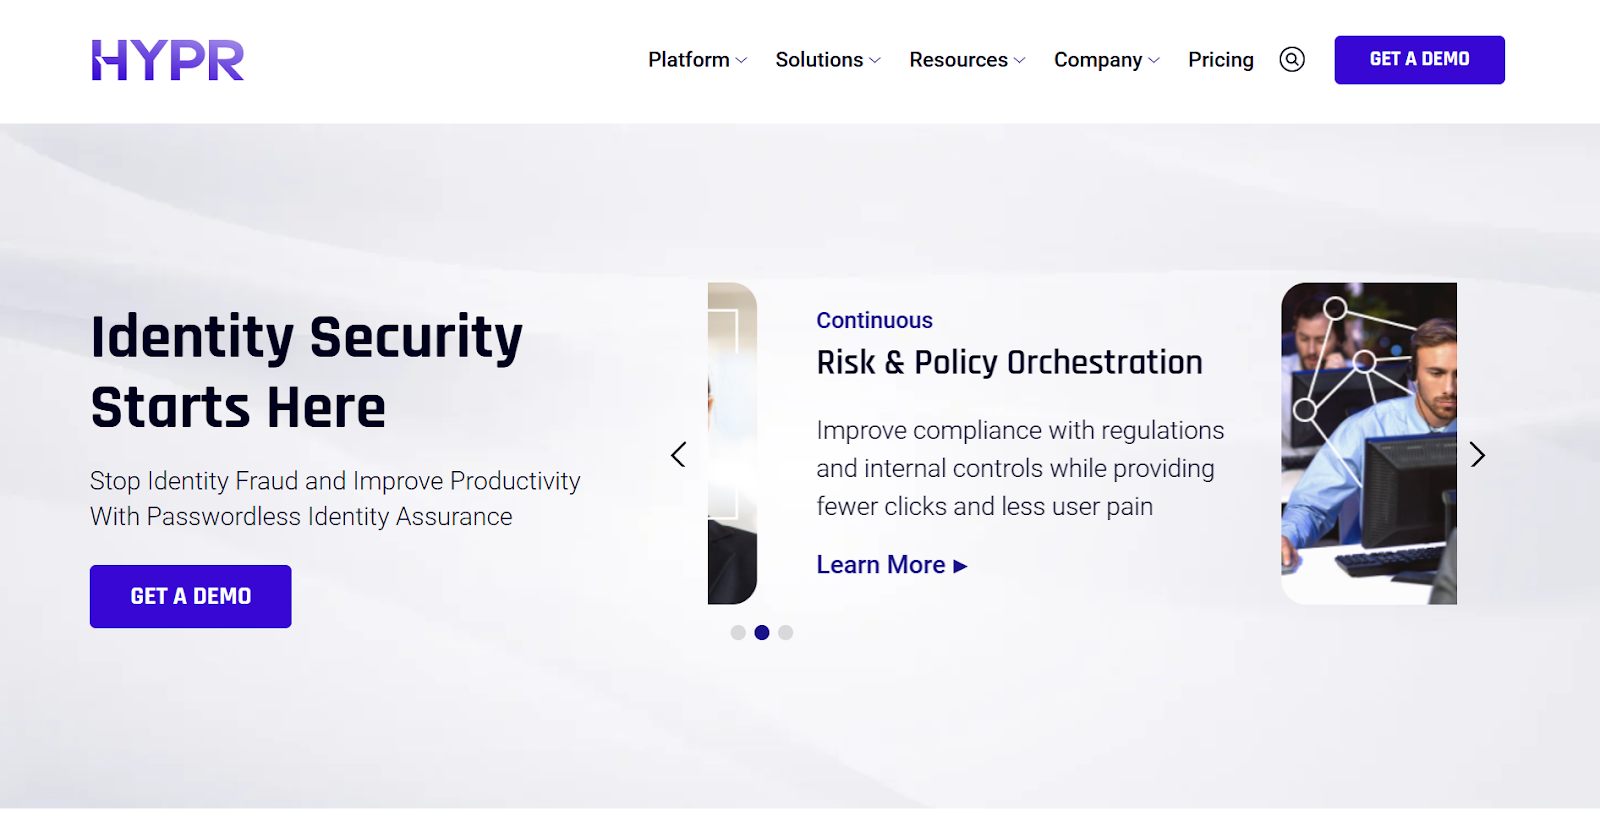 HYPR
Platform
Solutions
Resources
Company
Pricing
GET A DEMO
Identity Security
Starts Here
Stop Identity Fraud and Improve Productivity
With Passwordless Identity Assurance
GET A DEMO
Continuous
Risk & Policy Orchestration
Improve compliance with regulations
and internal controls while providing
fewer clicks and less user pain
Learn More ▶